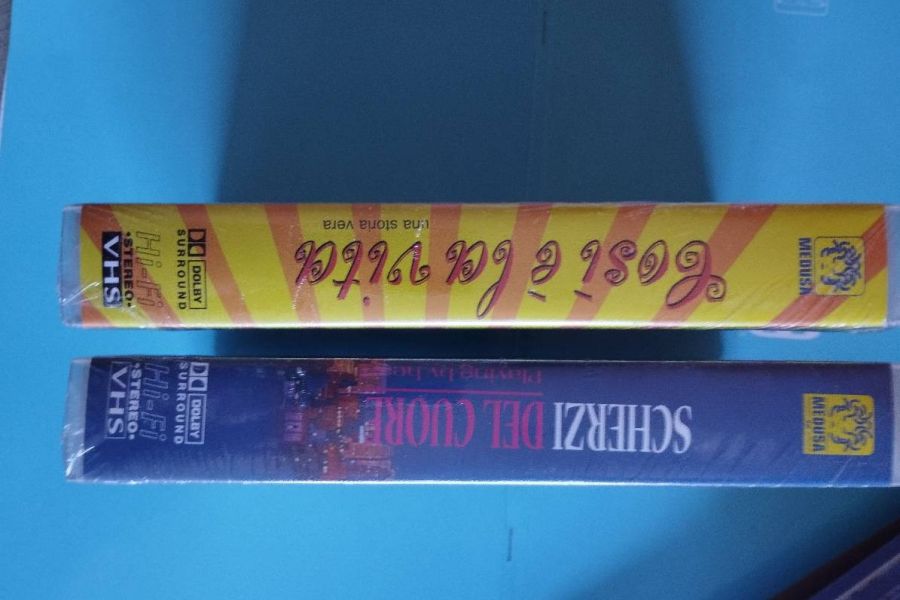 MEDUSA
Così è la vita
una storia vera
DOLBY
SURROUND
Hi-Fi
•STEREO•
VHS
MEDUSA
SCHERZI DEL CUORE
Playing by
DOLBY
SURROUND
Hi-Fi
•STEREO•
VHS